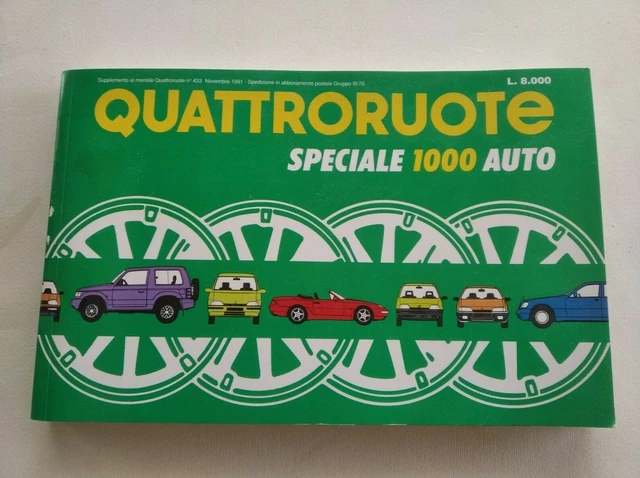 Supplemento al mensile Quattroruote n° 433 Novembre 1991 - Spedizione in abbonamento postale Gruppo III/70
L. 8.000
QUATTRORUOTe
SPECIALE 1000 AUTO